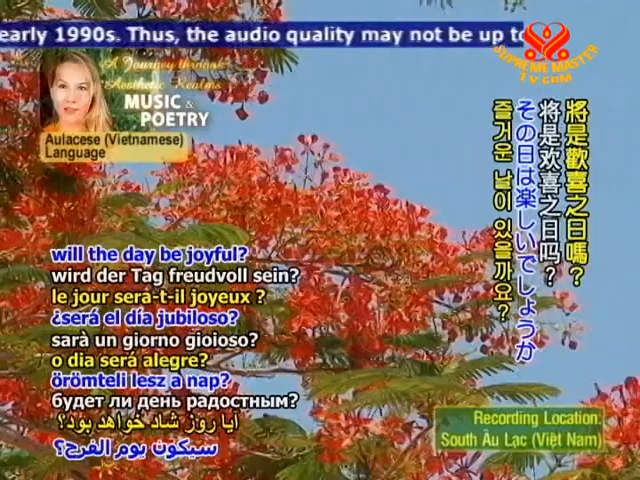 early 1990s. Thus, the audio quality may not be up to
SUPREME MASTER
TV.COM
A Journey through
Aesthetic Realms
MUSIC &
POETRY
Aulacese (Vietnamese)
Language
將是歡喜之日嗎?
将是欢喜之日吗?
その日は楽しいでしょうか
즐거운 날이 있을까요?
will the day be joyful?
wird der Tag freudvoll sein?
le jour sera-t-il joyeux ?
¿será el día jubiloso?
sarà un giorno gioioso?
o dia será alegre?
örömteli lesz a nap?
будет ли день радостным?
آیا روز شاد خواهد بود؟
سيكون يوم الفرح؟
Recording Location:
South Âu Lạc (Việt Nam)